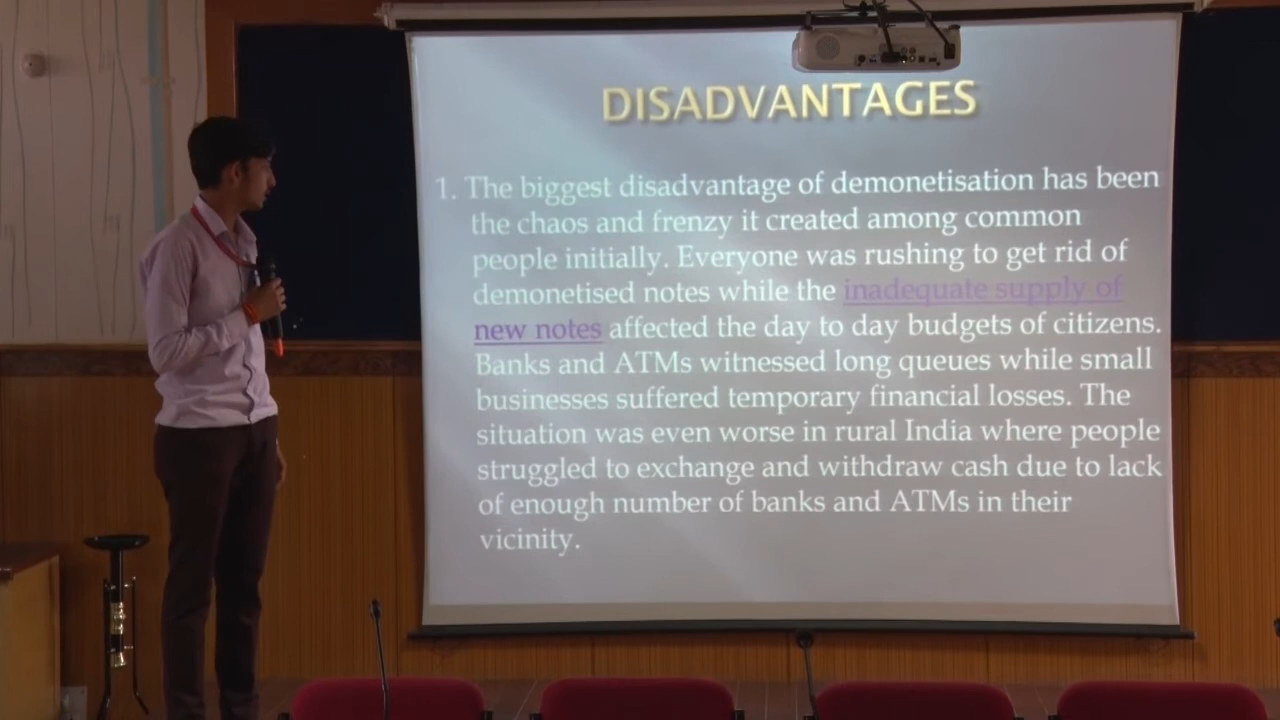 DISADVANTAGES
1. The biggest disadvantage of demonetisation has been
the chaos and frenzy it created among common
people initially. Everyone was rushing to get rid of
demonetised notes while the inadequate supply of
new notes affected the day to day budgets of citizens.
Banks and ATMs witnessed long queues while small
businesses suffered temporary financial losses. The
situation was even worse in rural India where people
struggled to exchange and withdraw cash due to lack
of enough number of banks and ATMs in their
vicinity.